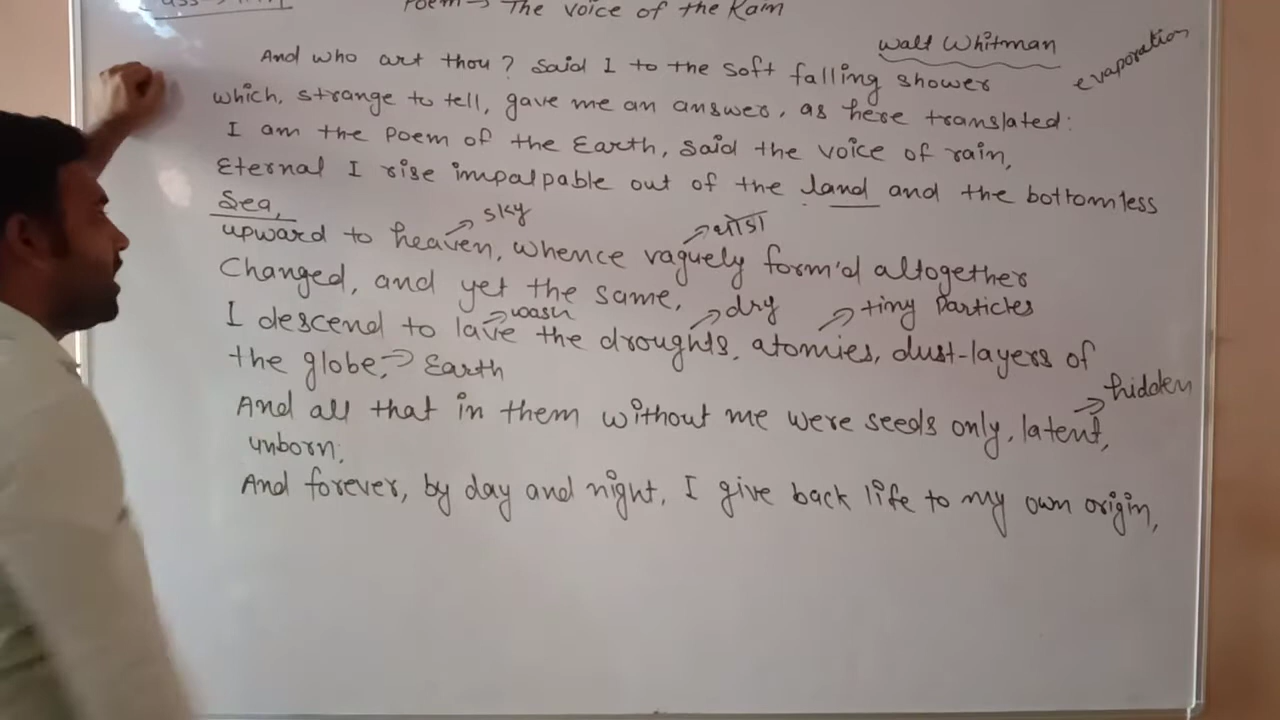 Poem → The voice of the Rain
Walt Whitman
evaporation
And who art thou? Said I to the Soft falling shower
which, strange to tell, gave me an answer, as here translated:
I am the Poem of the Earth, Said the voice of rain,
Eternal I rise impalpable out of the land and the bottomless
Sea,
sky
upward to heaven, whence vaguely form'd altogether
Changed, and yet the same,
wash dry tiny Particles
I descend to lave the droughts, atomies, dust-layers of
the globe, → Earth
hidden
And all that in them without me were seeds only, latent,
unborn;
And forever, by day and night, I give back life to my own origin,